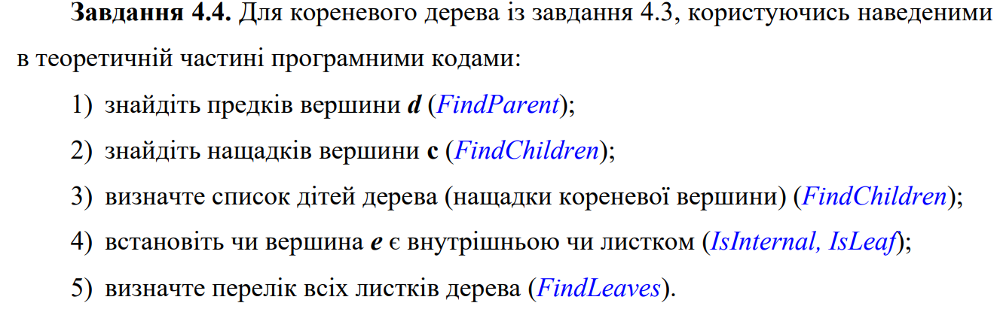 Завдання 4.4. Для кореневого дерева із завдання 4.3, користуючись наведеними
в теоретичній частині програмними кодами:
1) знайдіть предків вершини d (FindParent);
2) знайдіть нащадків вершини c (FindChildren);
3) визначте список дітей дерева (нащадки кореневої вершини) (FindChildren);
4) встановіть чи вершина e є внутрішньою чи листком (IsInternal, IsLeaf);
5) визначте перелік всіх листків дерева (FindLeaves).